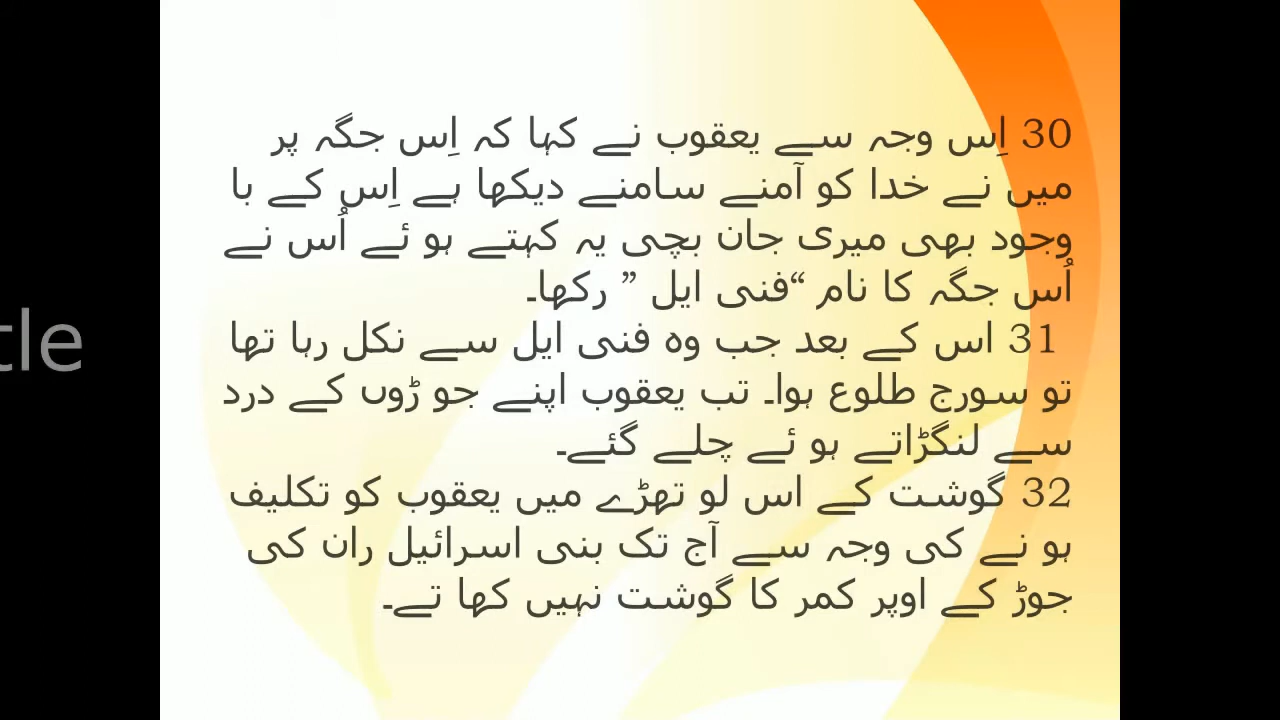 30 اِس وجہ سے یعقوب نے کہا کہ اِس جگہ پر
میں نے خدا کو آمنے سامنے دیکھا ہے اِس کے با
وجود بھی میری جان بچی یہ کہتے ہو ئے اُس نے
اُس جگہ کا نام “فنی ایل ” رکھا۔
31 اس کے بعد جب وہ فنی ایل سے نکل رہا تھا
تو سورج طلوع ہوا۔ تب یعقوب اپنے جو ڑوں کے درد
سے لنگڑاتے ہو ئے چلے گئے۔
32 گوشت کے اس لو تھڑے میں یعقوب کو تکلیف
ہو نے کی وجہ سے آج تک بنی اسرائیل ران کی
جوڑ کے اوپر کمر کا گوشت نہیں کھا تے۔
tle